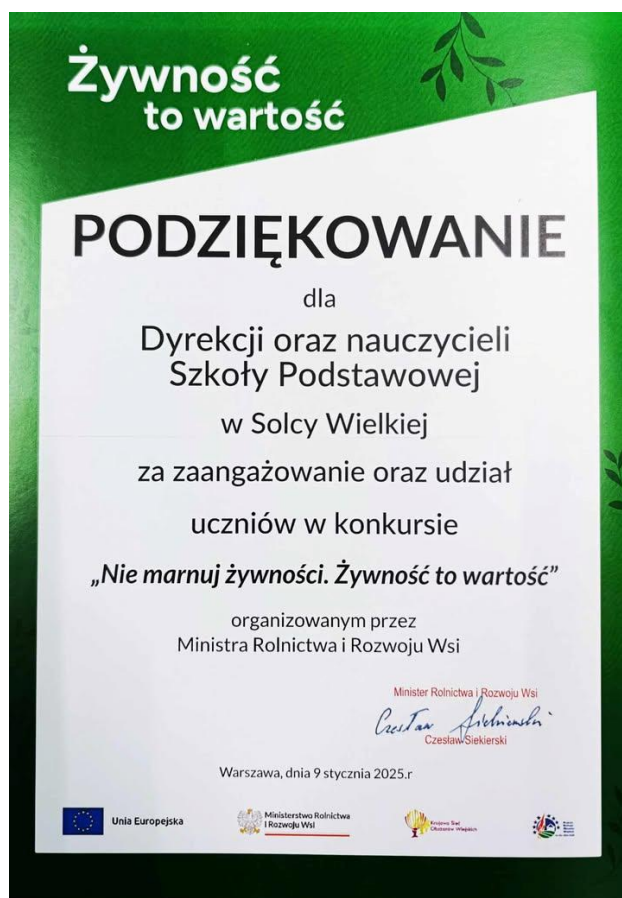 Żywność
to wartość
PODZIĘKOWANIE
dla
Dyrekcji oraz nauczycieli
Szkoły Podstawowej
w Solcy Wielkiej
za zaangażowanie oraz udział
uczniów w konkursie
„Nie marnuj żywności. Żywność to wartość”
organizowanym przez
Ministra Rolnictwa i Rozwoju Wsi
Minister Rolnictwa i Rozwoju Wsi
Czesław Siekierski
Czesław Siekierski
Warszawa, dnia 9 stycznia 2025.r
Unia Europejska
Ministerstwo Rolnictwa
i Rozwoju Wsi
Krajowa Sieć
Obszarów Wiejskich